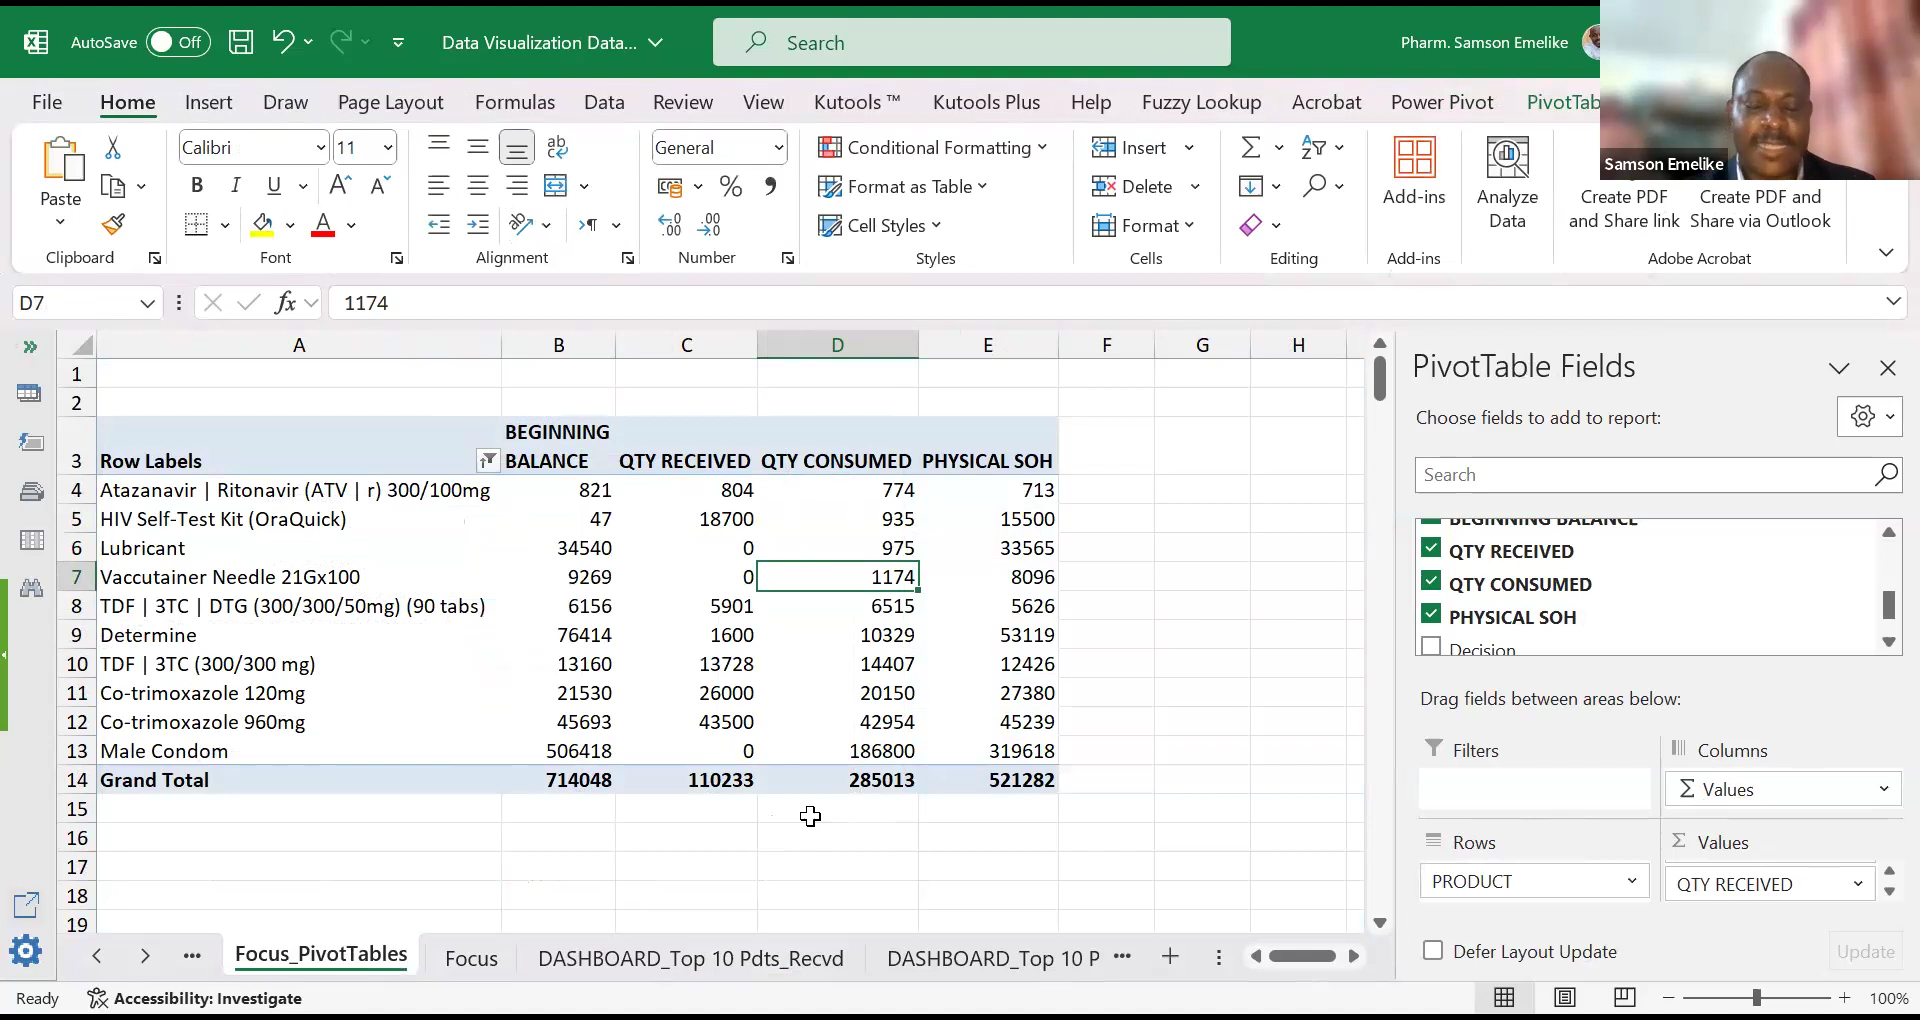 AutoSave Off Data Visualization Data... Search Pharm. Samson Emelike
File Home Insert Draw Page Layout Formulas Data Review View Kutools ™ Kutools Plus Help Fuzzy Lookup Acrobat Power Pivot PivotTab
Samson Emelike
Paste
Calibri 11
B I U
General
Conditional Formatting
Format as Table
Cell Styles
Insert
Delete
Format
Add-ins
Analyze
Data
Create PDF
and Share link
Create PDF and
Share via Outlook
Clipboard Font Alignment Number Styles Cells Editing Add-ins Adobe Acrobat
D7 fx 1174
A B C D E F G H
1
2
BEGINNING
3 Row Labels BALANCE QTY RECEIVED QTY CONSUMED PHYSICAL SOH
4 Atazanavir | Ritonavir (ATV | r) 300/100mg 821 804 774 713
5 HIV Self-Test Kit (OraQuick) 47 18700 935 15500
6 Lubricant 34540 0 975 33565
7 Vaccutainer Needle 21Gx100 9269 0 1174 8096
8 TDF | 3TC | DTG (300/300/50mg) (90 tabs) 6156 5901 6515 5626
9 Determine 76414 1600 10329 53119
10 TDF | 3TC (300/300 mg) 13160 13728 14407 12426
11 Co-trimoxazole 120mg 21530 26000 20150 27380
12 Co-trimoxazole 960mg 45693 43500 42954 45239
13 Male Condom 506418 0 186800 319618
14 Grand Total 714048 110233 285013 521282
15
16
17
18
19
PivotTable Fields
Choose fields to add to report:
Search
BEGINNING BALANCE
QTY RECEIVED
QTY CONSUMED
PHYSICAL SOH
Decision
Drag fields between areas below:
Filters
Columns
Σ Values
Rows
PRODUCT
Σ Values
QTY RECEIVED
Defer Layout Update Update
Focus_PivotTables Focus DASHBOARD_Top 10 Pdts_Recvd DASHBOARD_Top 10 P
Ready Accessibility: Investigate 100%